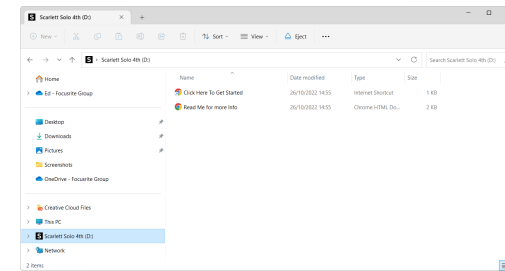 Scarlett Solo 4th (D:)
New
Sort
View
Eject
Scarlett Solo 4th (D:)
Search Scarlett Solo 4th (D:)
Name Date modified Type Size
Home
Click Here To Get Started 26/10/2022 14:53 Internet Shortcut 1 KB
Ed - Focusrite Group
Read Me for more Info 26/10/2022 14:55 Chrome HTML Do... 2 KB
Desktop
Downloads
Pictures
Screenshots
OneDrive - Focusrite Group
Creative Cloud Files
This PC
Scarlett Solo 4th (D:)
Network
2 items